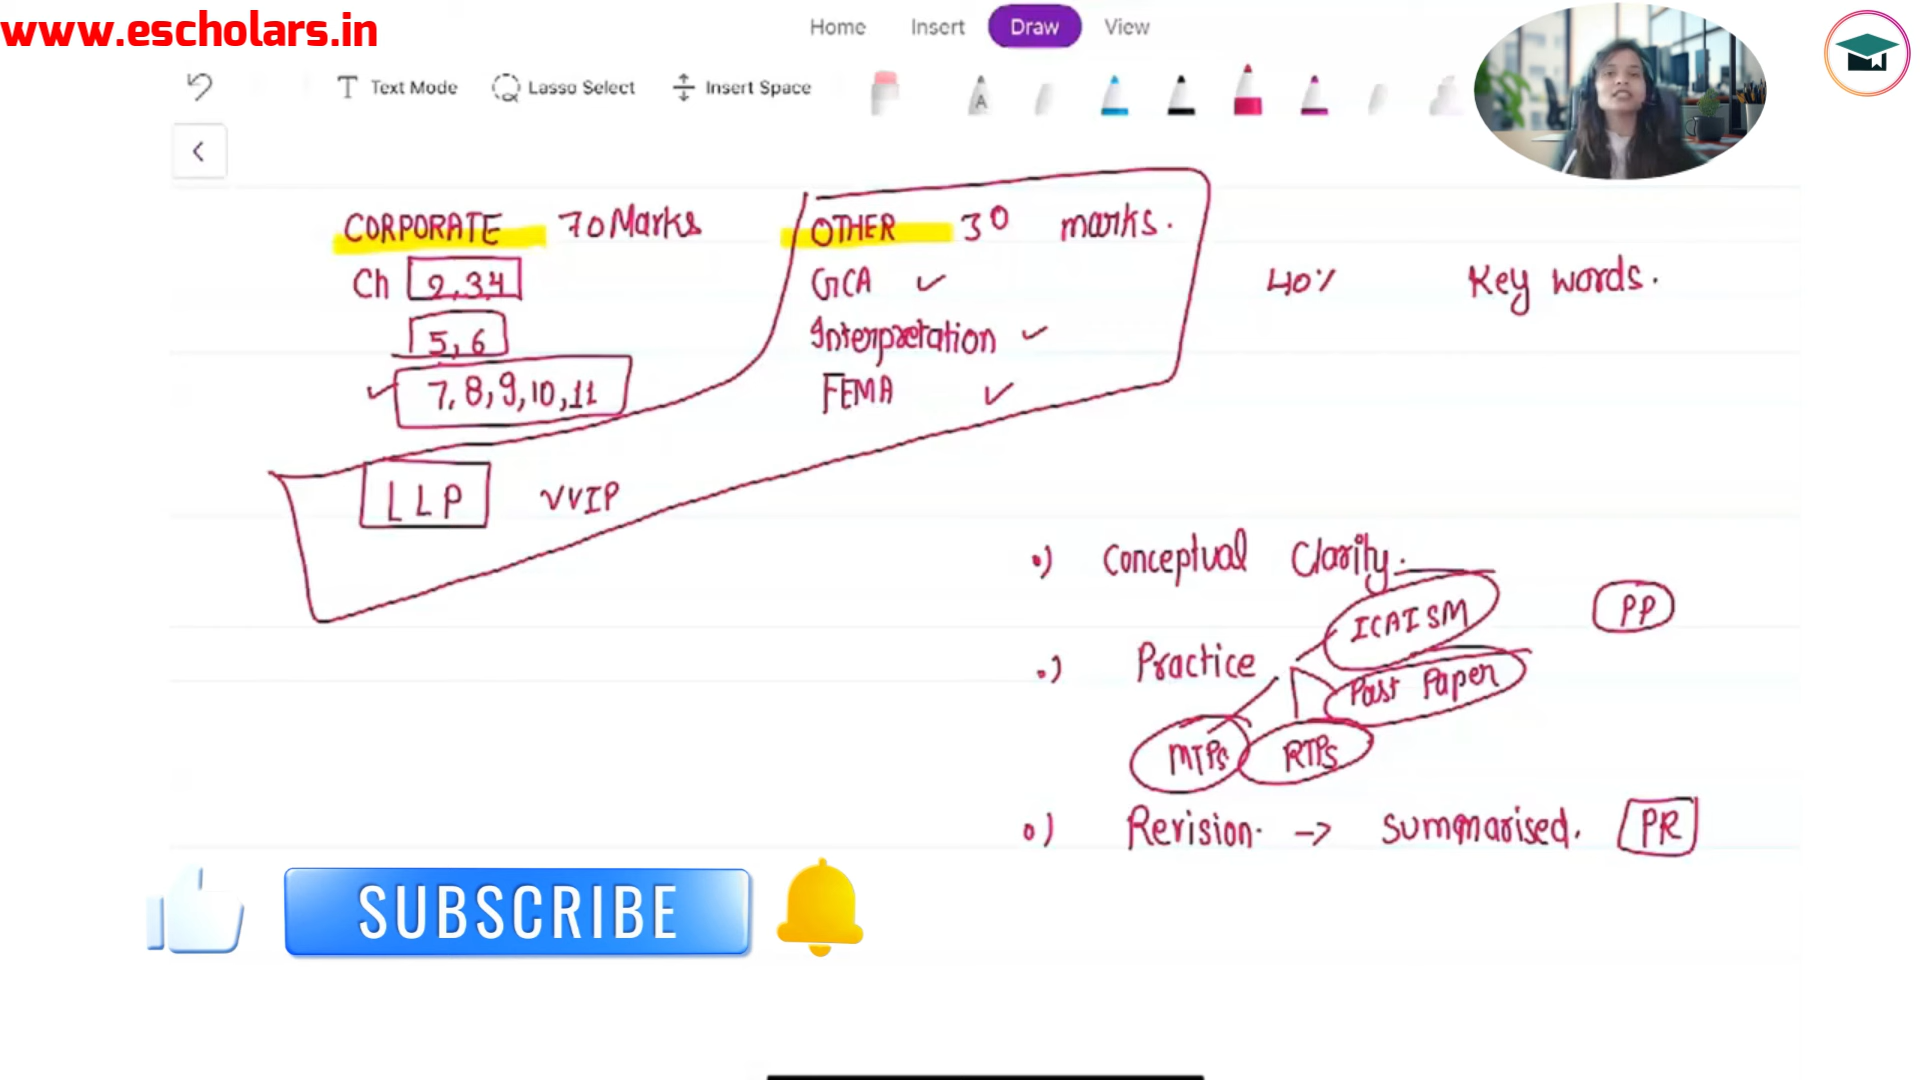 www.escholars.in
Home Insert Draw View
Text Mode Lasso Select Insert Space
A
CORPORATE 70 Marks
Ch 2,3,4
5,6
7,8,9,10,11
LLP VVIP
OTHER 30 marks.
GCA
Interpretation
FEMA
40% Key words.
Conceptual Clarity.
Practice
ICAI SM
Past Paper
MTPs
RTPs
PP
Revision. -> Summarised. PR
SUBSCRIBE